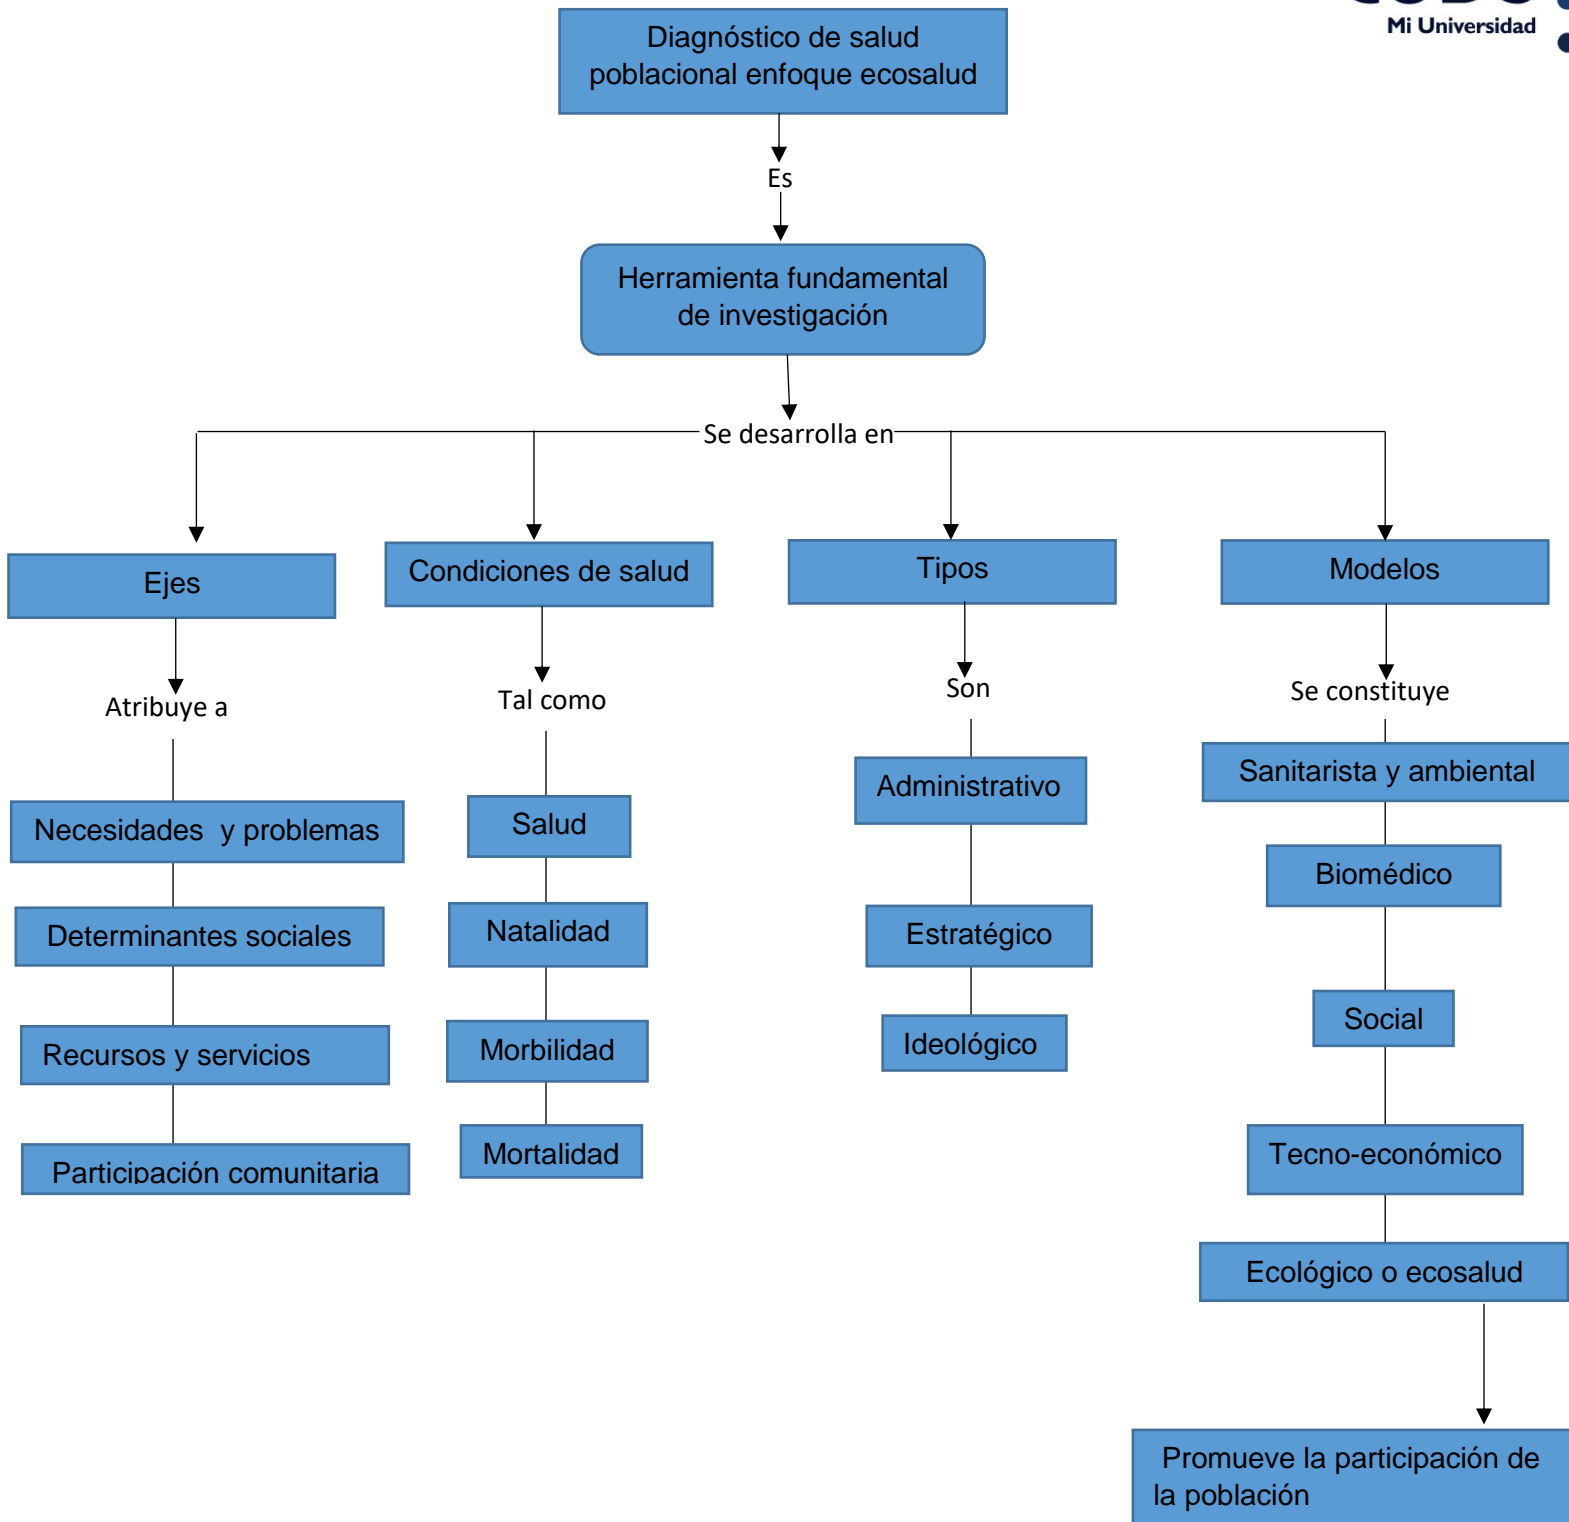 Mi Universidad
Diagnóstico de salud
poblacional enfoque ecosalud
Es
Herramienta fundamental
de investigación
Se desarrolla en
Ejes
Condiciones de salud
Tipos
Modelos
Atribuye a
Tal como
Son
Se constituye
Necesidades y problemas
Determinantes sociales
Recursos y servicios
Participación comunitaria
Salud
Natalidad
Morbilidad
Mortalidad
Administrativo
Estratégico
Ideológico
Sanitarista y ambiental
Biomédico
Social
Tecno-económico
Ecológico o ecosalud
Promueve la participación de
la población